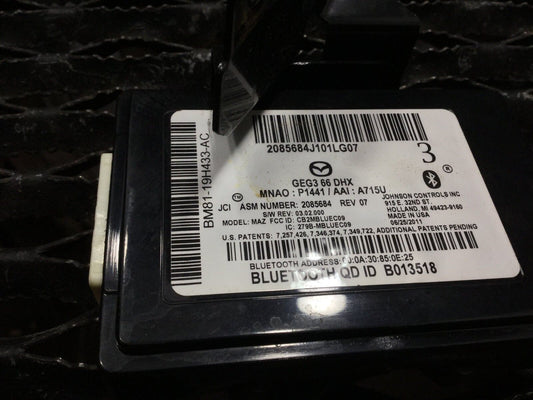 2085684J101LG07
3
GEG3 66 DHX
MNAO : P1441 / AAI : A715U
JCI ASM NUMBER : 2085684 REV 07
S/W REV: 03.02.000
MODEL: MAZ FCC ID: CB2MBLUEC09
IC: 279B-MBLUEC09
JOHNSON CONTROLS INC
915 E. 32ND ST.
HOLLAND, MI 49423-9160
MADE IN USA
06/25/2011
U.S. PATENTS: 7,257,426, 7,346,374, 7,349,722, ADDITIONAL PATENTS PENDING
BLUETOOTH ADDRESS: 00:0A:30:85:0E:25
BLUETOOTH QD ID B013518
BM81-19H433-AC